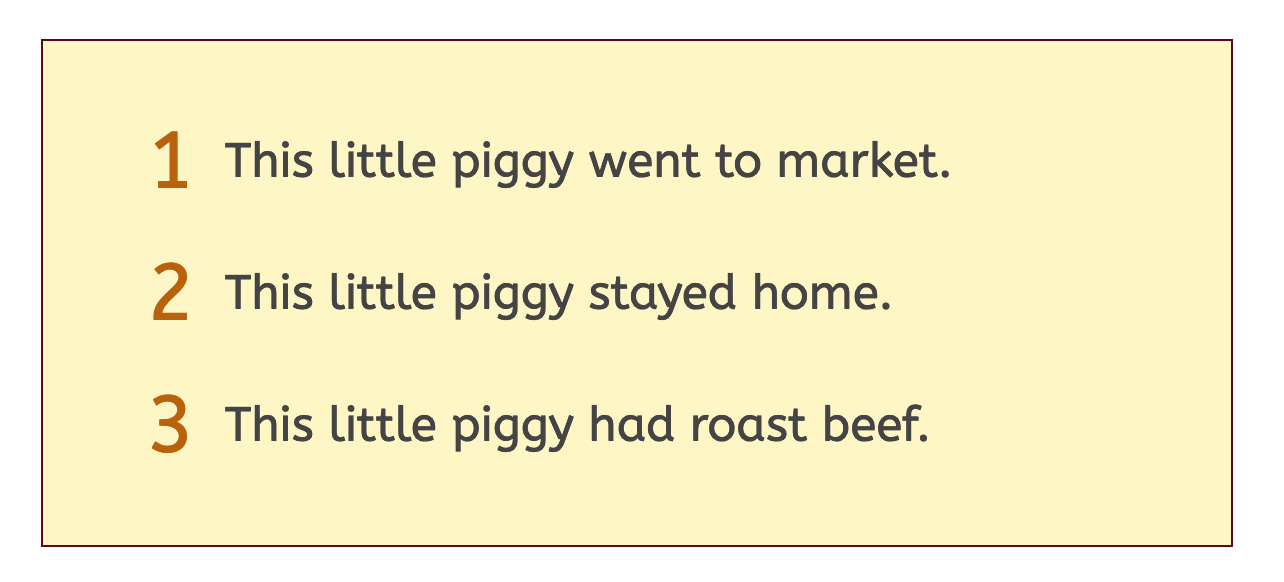 1 This little piggy went to market.
2 This little piggy stayed home.
3 This little piggy had roast beef.